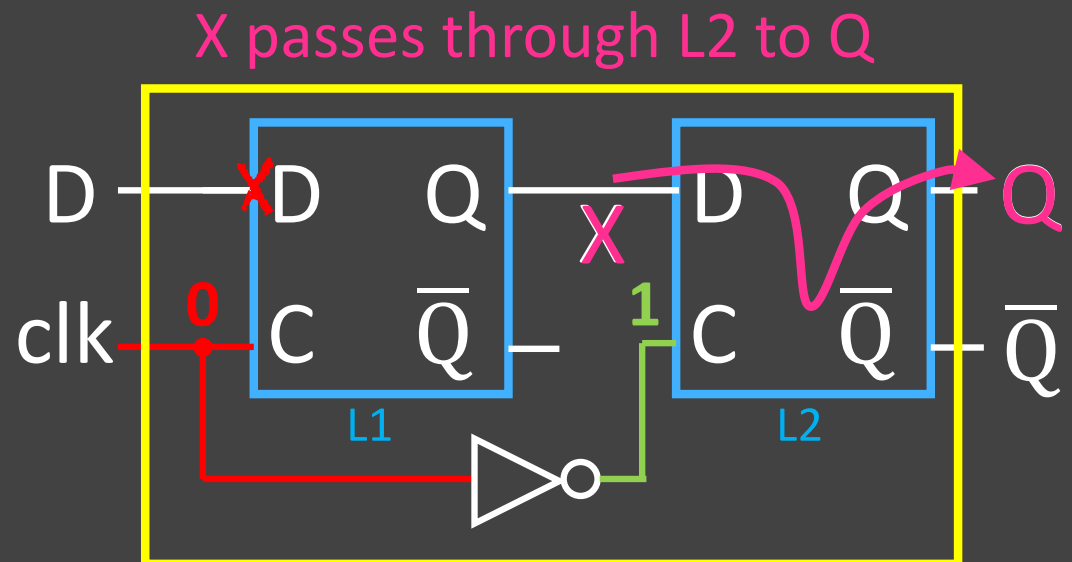 X passes through L2 to Q
D X D Q D Q Q
X
0 1
clk C Q̅ C Q̅ Q̅
L1 L2